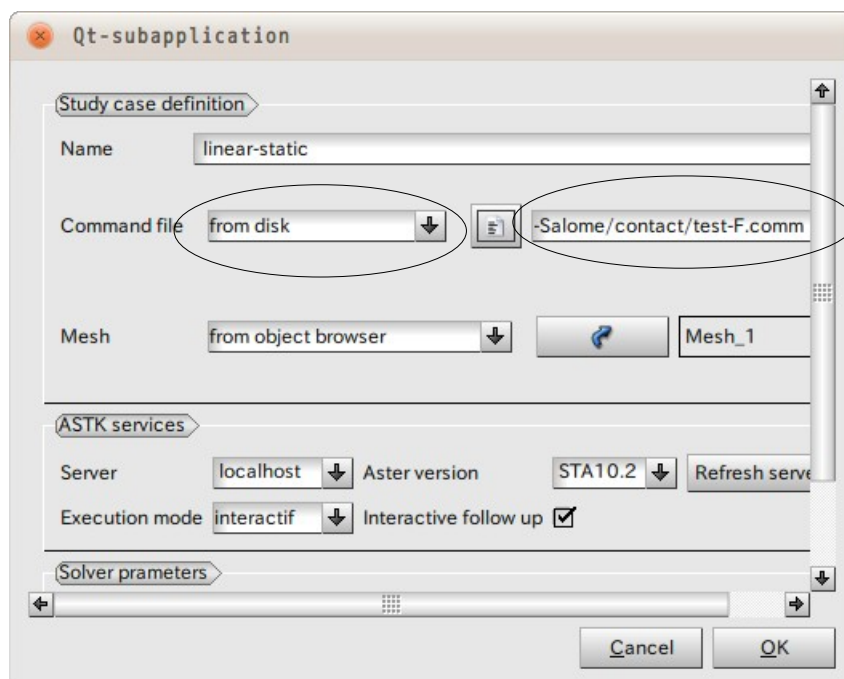 Qt-subapplication
Study case definition
Name linear-static
Command file from disk -Salome/contact/test-F.comm
Mesh from object browser Mesh_1
ASTK services
Server localhost Aster version STA10.2 Refresh serve
Execution mode interactif Interactive follow up
Solver prameters
Cancel OK